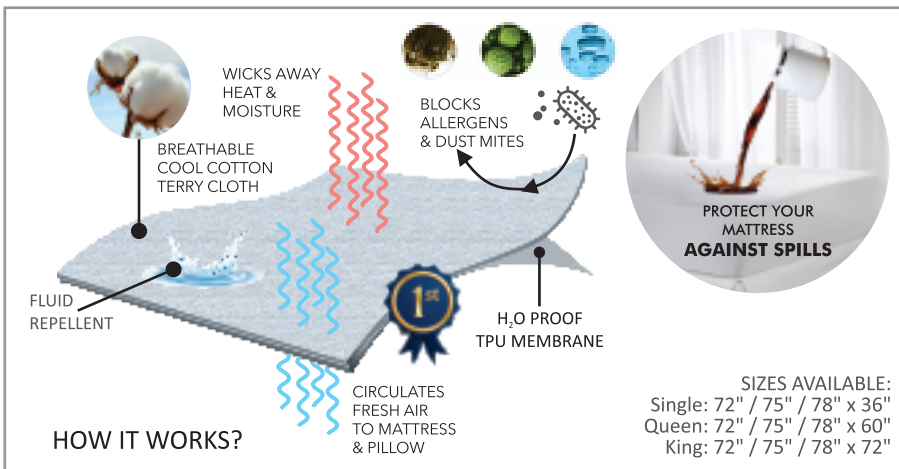 WICKS AWAY
HEAT &
MOISTURE
BLOCKS
ALLERGENS
& DUST MITES
BREATHABLE
COOL COTTON
TERRY CLOTH
PROTECT YOUR
MATTRESS
AGAINST SPILLS
FLUID
REPELLENT
1st
H₂O PROOF
TPU MEMBRANE
CIRCULATES
FRESH AIR
TO MATTRESS
& PILLOW
HOW IT WORKS?
SIZES AVAILABLE:
Single: 72" / 75" / 78" x 36"
Queen: 72" / 75" / 78" x 60"
King: 72" / 75" / 78" x 72"